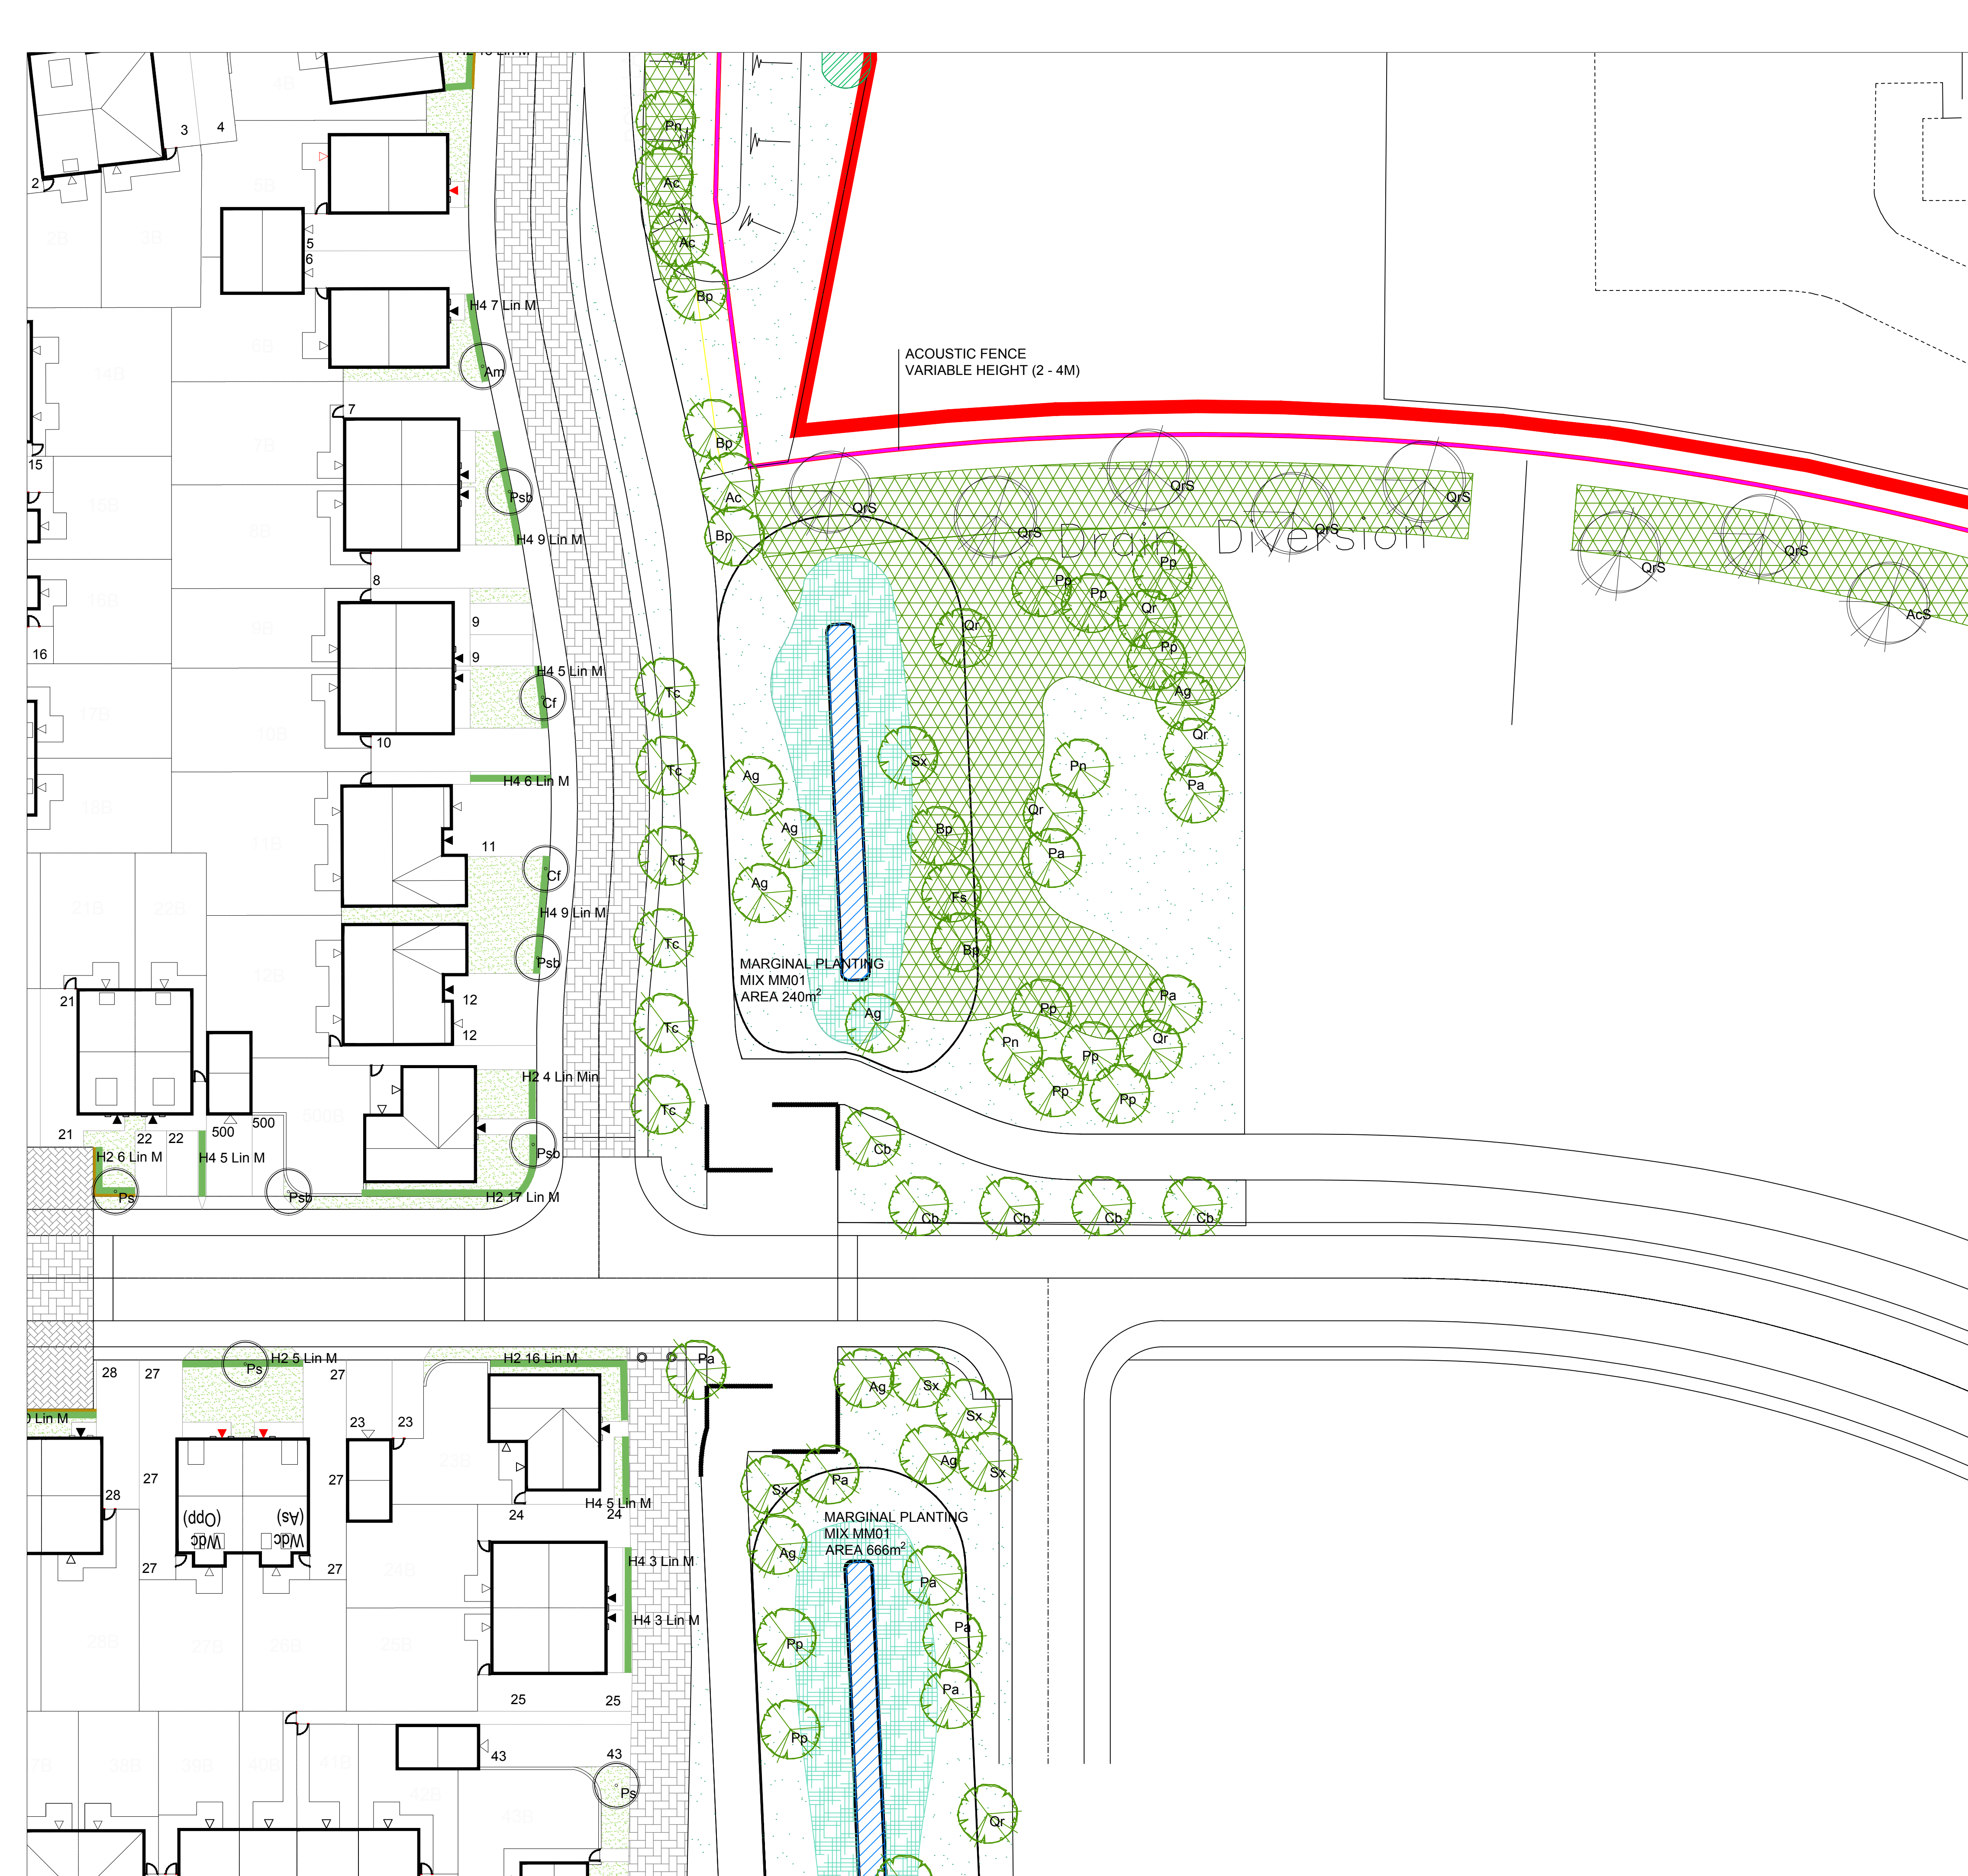 3
4
2
5
6
H4 7 Lin M
Am
Pn
Ac
Ac
Bp
ACOUSTIC FENCE
VARIABLE HEIGHT (2 - 4M)
7
Psb
H4 9 Lin M
8
15
16
Bp
Ac
Bp
QrS
QrS
QrS
QrS
QrS
QrS
QrS
AcS
Drain Diversion
9
9
H4 5 Lin M
Cf
10
H4 6 Lin M
11
Cf
H4 9 Lin M
Psb
12
12
H2 4 Lin Min
Psb
H2 17 Lin M
Tc
Tc
Tc
Tc
Tc
Tc
Qr
Pp
Pp
Pp
Qr
Pp
Ag
Qr
Pa
Pn
Qr
Pa
Sx
Ag
Ag
Ag
Bp
Fs
Bp
MARGINAL PLANTING
MIX MM01
AREA 240m²
Ag
Pp
Pn
Pp
Pa
Qr
Pp
Pp
Cb
Cb
Cb
Cb
Cb
21
21
22
22
500
500
H2 6 Lin M
H4 5 Lin M
Ps
Psb
28
27
Ps
H2 5 Lin M
27
H2 16 Lin M
Pa
0 Lin M
23
23
28
27
27
(Opp)
Wdc
(As)
Wdc
27
27
H4 5 Lin M
24
24
H4 3 Lin M
H4 3 Lin M
25
25
43
43
Ps
Ag
Sx
Sx
Ag
Sx
Sx
Pa
Ag
MARGINAL PLANTING
MIX MM01
AREA 666m²
Pa
Pp
Pa
Pa
Pp
Qr